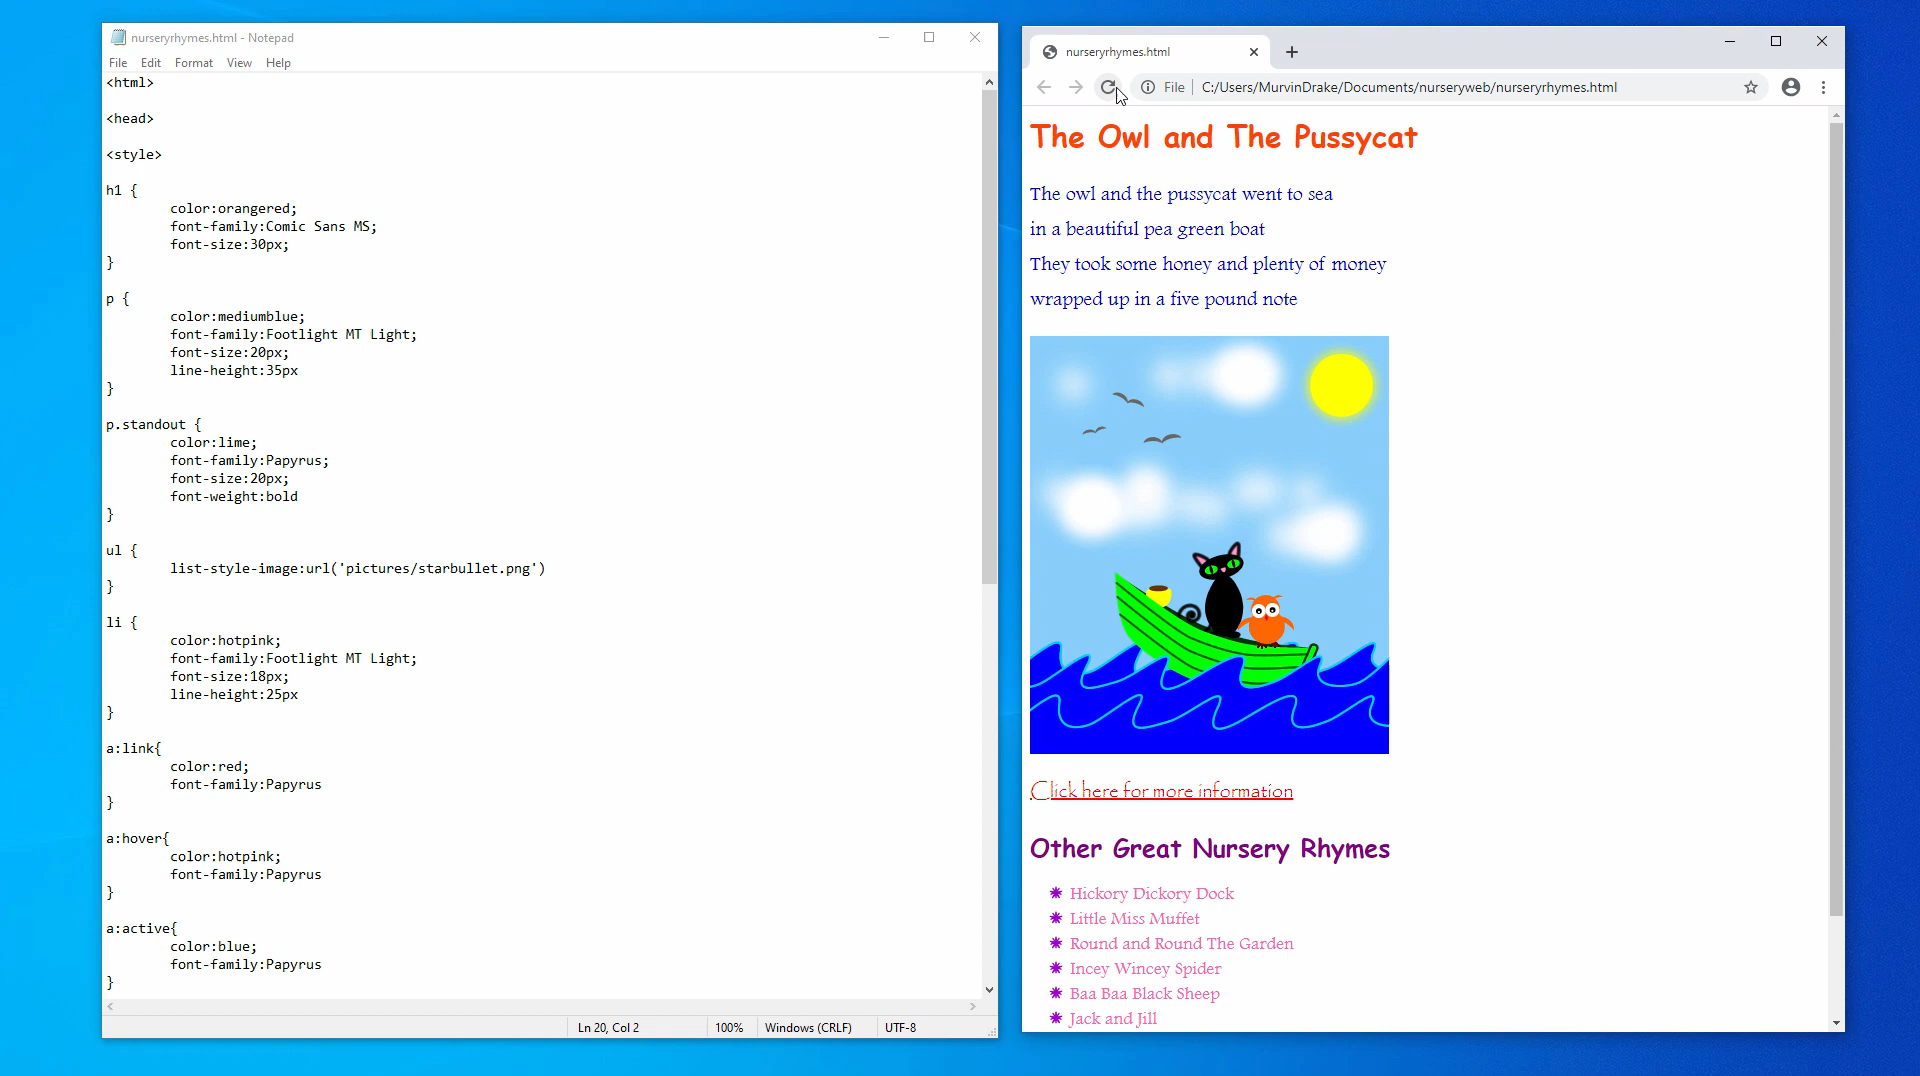 nurseryrhymes.html - Notepad
File Edit Format View Help
<html>
<head>
<style>
h1 {
color:orangered;
font-family:Comic Sans MS;
font-size:30px;
}
p {
color:mediumblue;
font-family:Footlight MT Light;
font-size:20px;
line-height:35px
}
p.standout {
color:lime;
font-family:Papyrus;
font-size:20px;
font-weight:bold
}
ul {
list-style-image:url('pictures/starbullet.png')
}
li {
color:hotpink;
font-family:Footlight MT Light;
font-size:18px;
line-height:25px
}
a:link{
color:red;
font-family:Papyrus
}
a:hover{
color:hotpink;
font-family:Papyrus
}
a:active{
color:blue;
font-family:Papyrus
}
Ln 20, Col 2 100% Windows (CRLF) UTF-8
nurseryrhymes.html
File C:/Users/MurvinDrake/Documents/nurseryweb/nurseryrhymes.html
The Owl and The Pussycat
The owl and the pussycat went to sea
in a beautiful pea green boat
They took some honey and plenty of money
wrapped up in a five pound note
Click here for more information
Other Great Nursery Rhymes
Hickory Dickory Dock
Little Miss Muffet
Round and Round The Garden
Incey Wincey Spider
Baa Baa Black Sheep
Jack and Jill